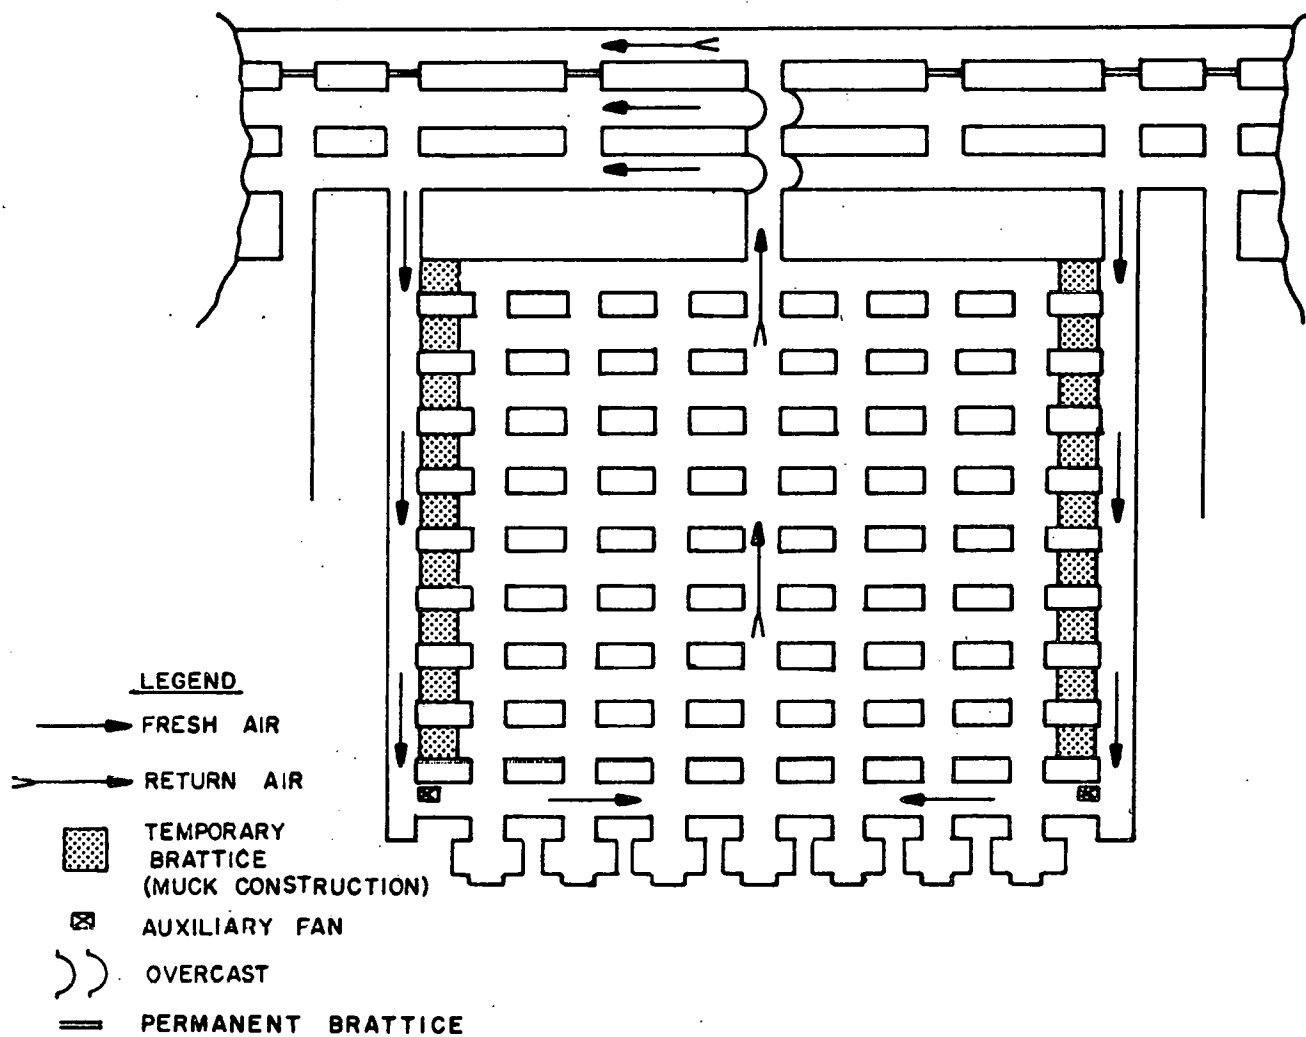 LEGEND
FRESH AIR
RETURN AIR
TEMPORARY
BRATTICE
(MUCK CONSTRUCTION)
AUXILIARY FAN
OVERCAST
PERMANENT BRATTICE